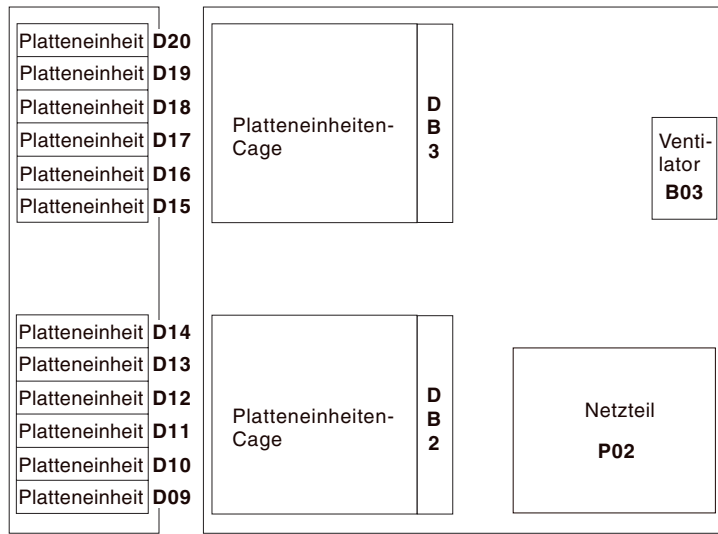 Platteneinheit D20
Platteneinheit D19
Platteneinheit D18
Platteneinheit D17
Platteneinheit D16
Platteneinheit D15
Platteneinheiten-
Cage
D
B
3
Venti-
lator
B03
Platteneinheit D14
Platteneinheit D13
Platteneinheit D12
Platteneinheit D11
Platteneinheit D10
Platteneinheit D09
Platteneinheiten-
Cage
D
B
2
Netzteil
P02